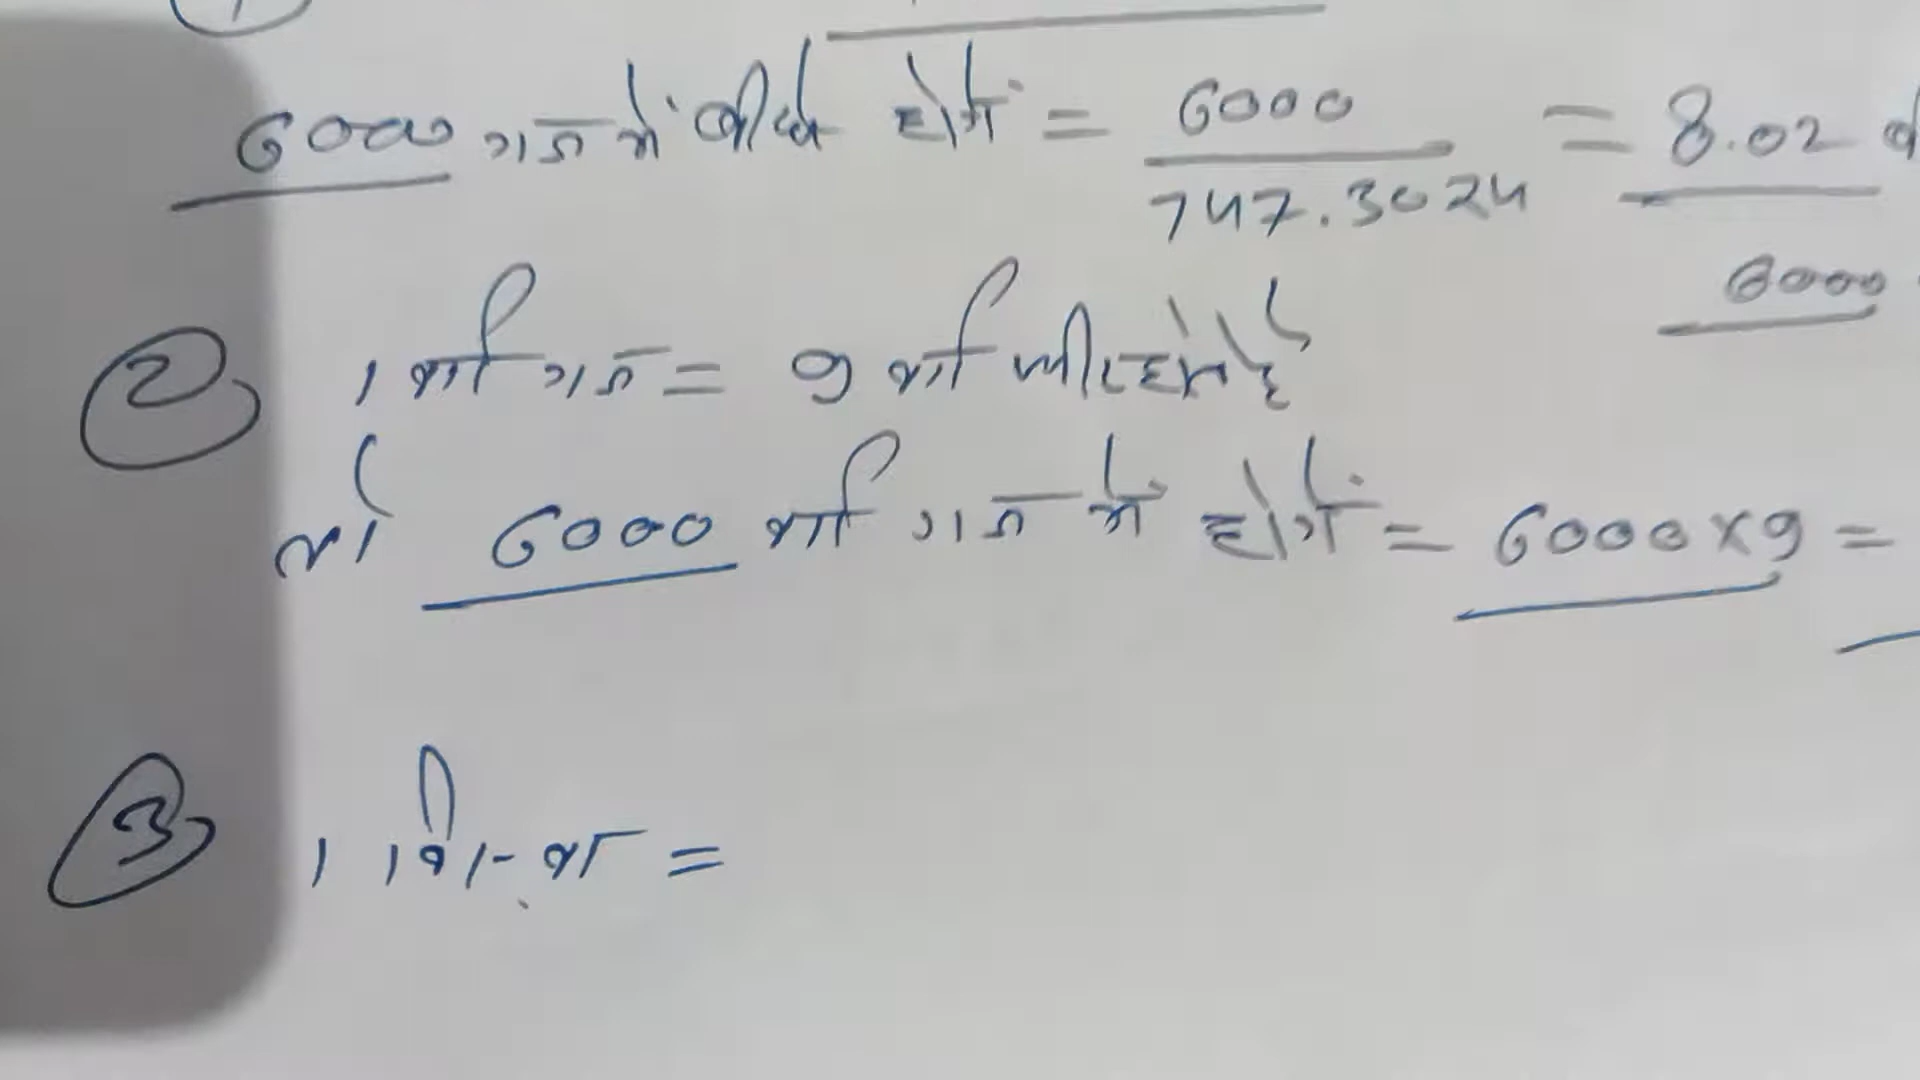 6000 गज में बीघे होंगे = 6000 / 747.3024 = 8.02
6000
② 1 वर्ग गज = 9 वर्ग फीट होते हैं
तो 6000 वर्ग गज में होंगे = 6000×9 =
③ 1 =